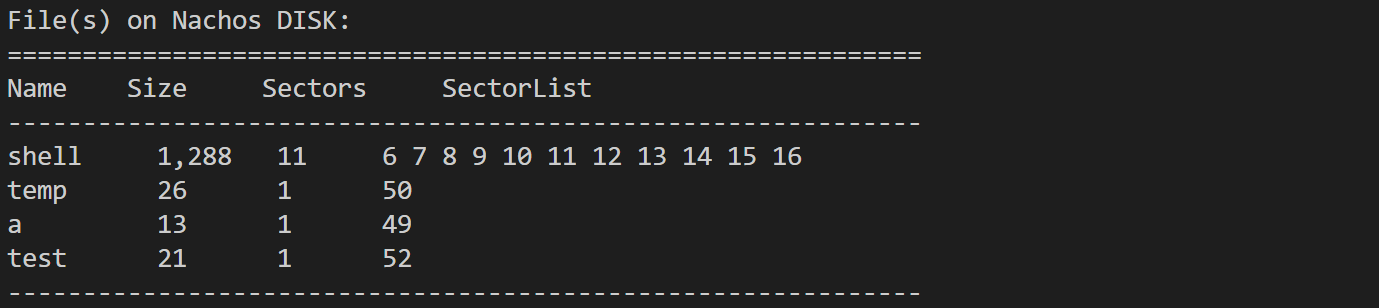 File(s) on Nachos DISK:
=============================================================
Name    Size     Sectors     SectorList
-------------------------------------------------------------
shell     1,288   11     6 7 8 9 10 11 12 13 14 15 16
temp      26      1      50
a         13      1      49
test      21      1      52
-------------------------------------------------------------